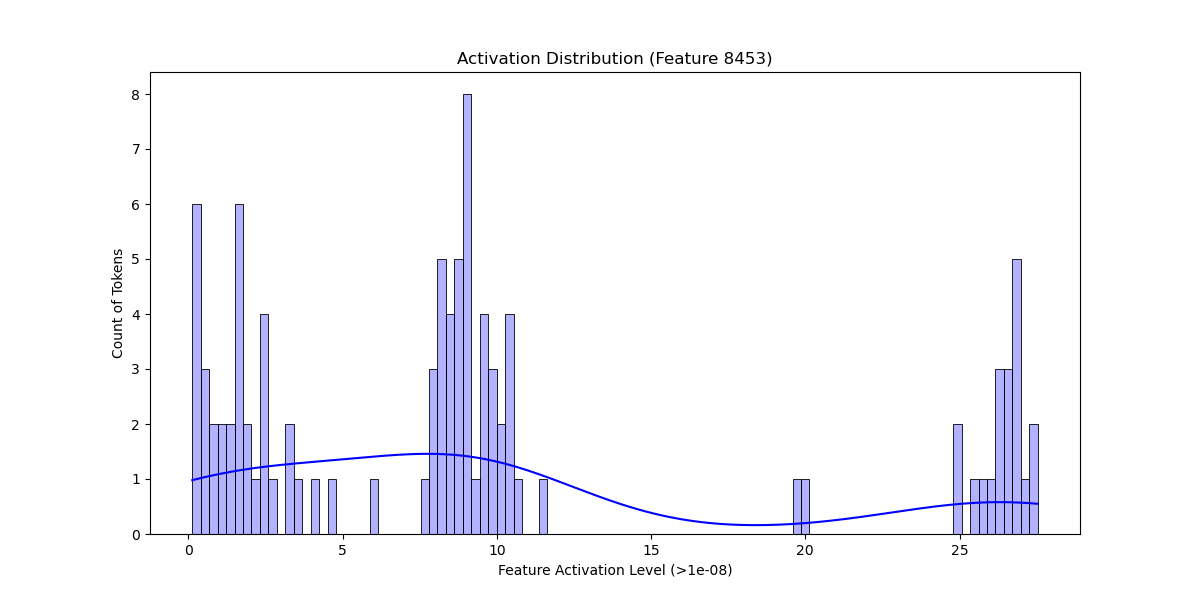 Activation Distribution (Feature 8453)
Count of Tokens
8
7
6
5
4
3
2
1
0
0 5 10 15 20 25
Feature Activation Level (>1e-08)